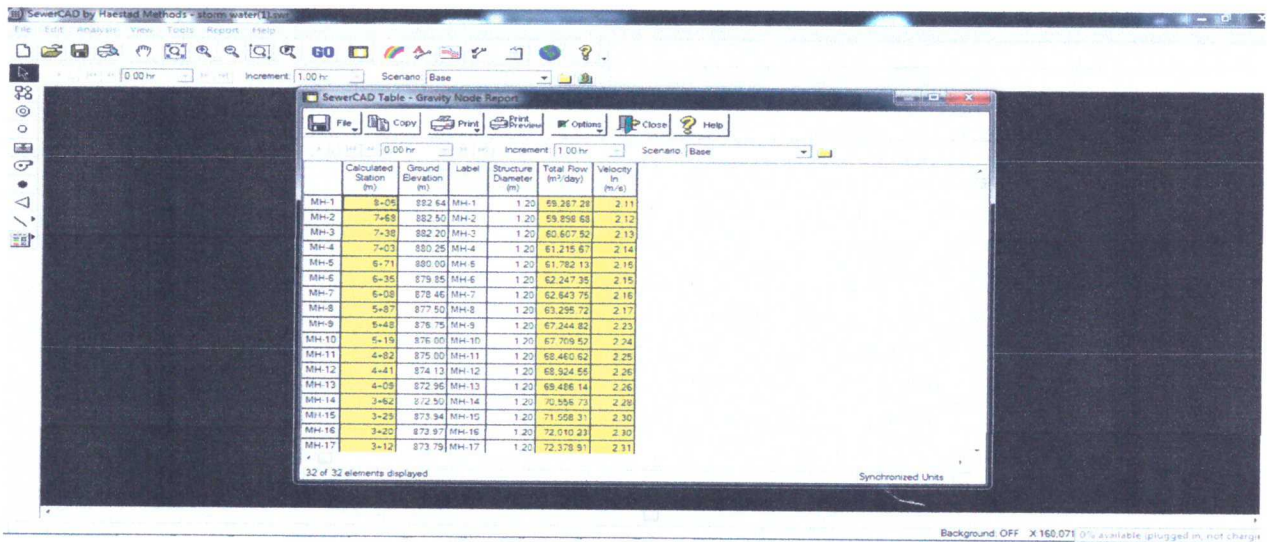 SewerCAD by Haestad Methods - storm water(1).swr
File Edit Analysis View Tools Report Help
GO
0.00 hr Increment: 1.00 hr Scenario: Base
SewerCAD Table - Gravity Node Report
File Copy Print Print Preview Options Close Help
0.00 hr Increment: 1.00 hr Scenario: Base
Calculated Station (m) Ground Elevation (m) Label Structure Diameter (m) Total Flow (m³/day) Velocity In (m/s)
MH-1 8+05 882.64 MH-1 1.20 59,267.28 2.11
MH-2 7+69 882.50 MH-2 1.20 59,898.68 2.12
MH-3 7+38 882.20 MH-3 1.20 60,607.52 2.13
MH-4 7+03 880.25 MH-4 1.20 61,215.67 2.14
MH-5 6+71 880.00 MH-5 1.20 61,782.13 2.15
MH-6 6+35 879.85 MH-6 1.20 62,247.35 2.15
MH-7 6+08 878.46 MH-7 1.20 62,643.75 2.16
MH-8 5+87 877.50 MH-8 1.20 63,295.72 2.17
MH-9 5+48 876.75 MH-9 1.20 67,244.82 2.23
MH-10 5+19 876.00 MH-10 1.20 67,709.52 2.24
MH-11 4+82 875.00 MH-11 1.20 68,460.62 2.25
MH-12 4+41 874.13 MH-12 1.20 68,924.56 2.26
MH-13 4+09 872.96 MH-13 1.20 69,486.14 2.26
MH-14 3+62 872.50 MH-14 1.20 70,556.73 2.28
MH-15 3+29 873.94 MH-15 1.20 71,558.31 2.30
MH-16 3+20 873.97 MH-16 1.20 72,010.23 2.30
MH-17 3+12 873.79 MH-17 1.20 72,378.91 2.31
32 of 32 elements displayed Synchronized Units
Background: OFF X:160.071 0% available (plugged in, not chargi